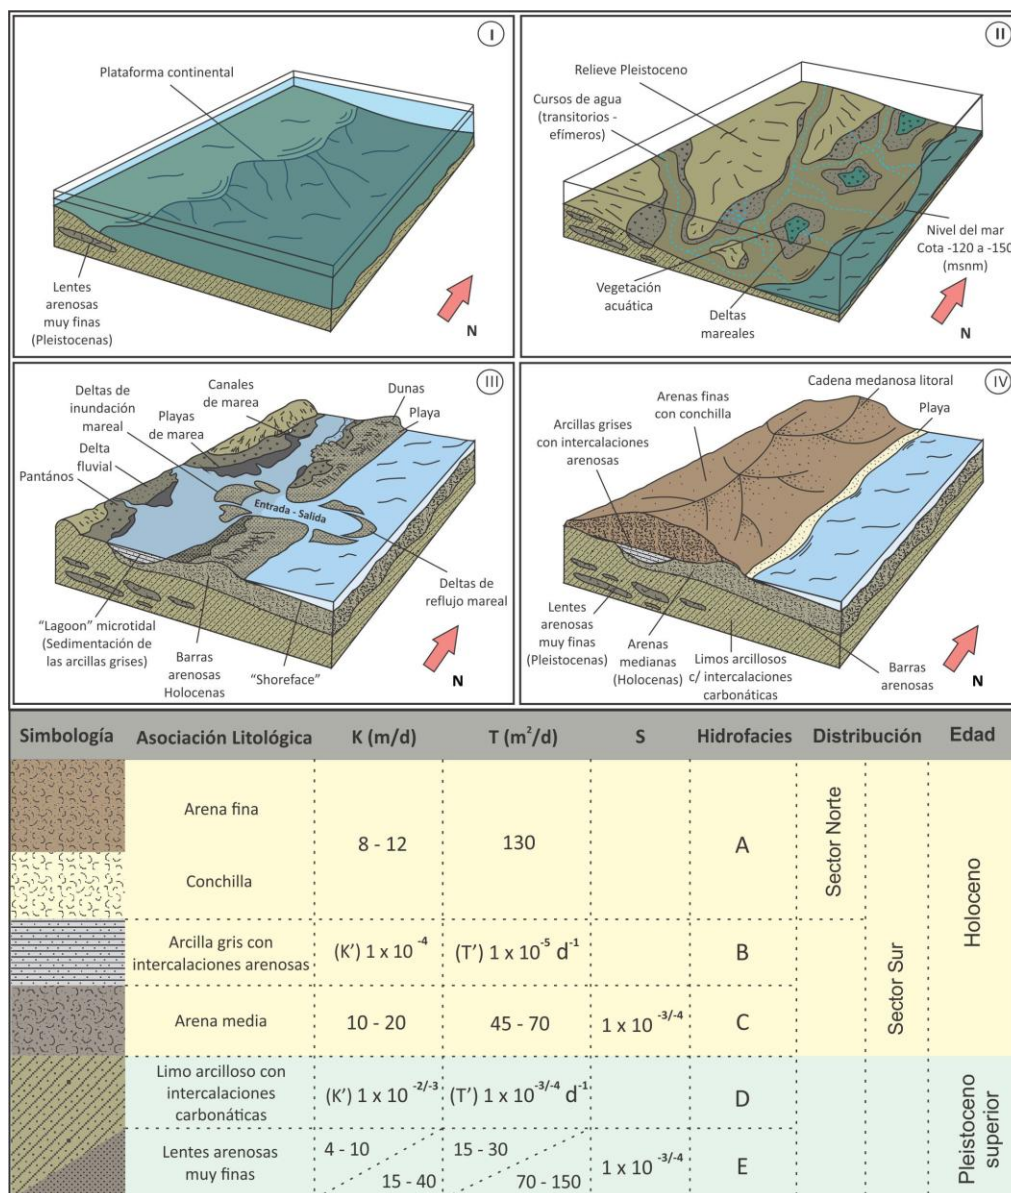 I
Plataforma continental
Lentes
arenosas
muy finas
(Pleistocenas)
N
II
Relieve Pleistoceno
Cursos de agua
(transitorios -
efímeros)
Nivel del mar
Cota -120 a -150
(msnm)
Vegetación
acuática
Deltas
mareales
N
III
Deltas de
inundación
mareal
Canales
de marea
Dunas
Playas
de marea
Playa
Delta
fluvial
Pantános
Entrada - Salida
Deltas de
reflujo mareal
"Lagoon" microtidal
(Sedimentación de
las arcillas grises)
Barras
arenosas
Holocenas
"Shoreface"
N
IV
Cadena medanosa litoral
Arenas finas
con conchilla
Playa
Arcillas grises
con intercalaciones
arenosas
Lentes
arenosas
muy finas
(Pleistocenas)
Arenas
medianas
(Holocenas)
Limos arcillosos
c/ intercalaciones
carbonáticas
Barras
arenosas
N
Simbología Asociación Litológica K (m/d) T (m²/d) S Hidrofacies Distribución Edad
Arena fina
8 - 12 130 A
Conchilla
Arcilla gris con
intercalaciones arenosas
(K') 1 x 10⁻⁴ (T') 1 x 10⁻⁵ d⁻¹ B
Arena media 10 - 20 45 - 70 1 x 10⁻³/⁻⁴ C
Limo arcilloso con
intercalaciones
carbonáticas
(K') 1 x 10⁻²/⁻³ (T') 1 x 10⁻³/⁻⁴ d⁻¹ D
Lentes arenosas
muy finas
4 - 10 15 - 30
15 - 40 70 - 150
1 x 10⁻³/⁻⁴ E
Sector Norte
Sector Sur
Holoceno
Pleistoceno
superior